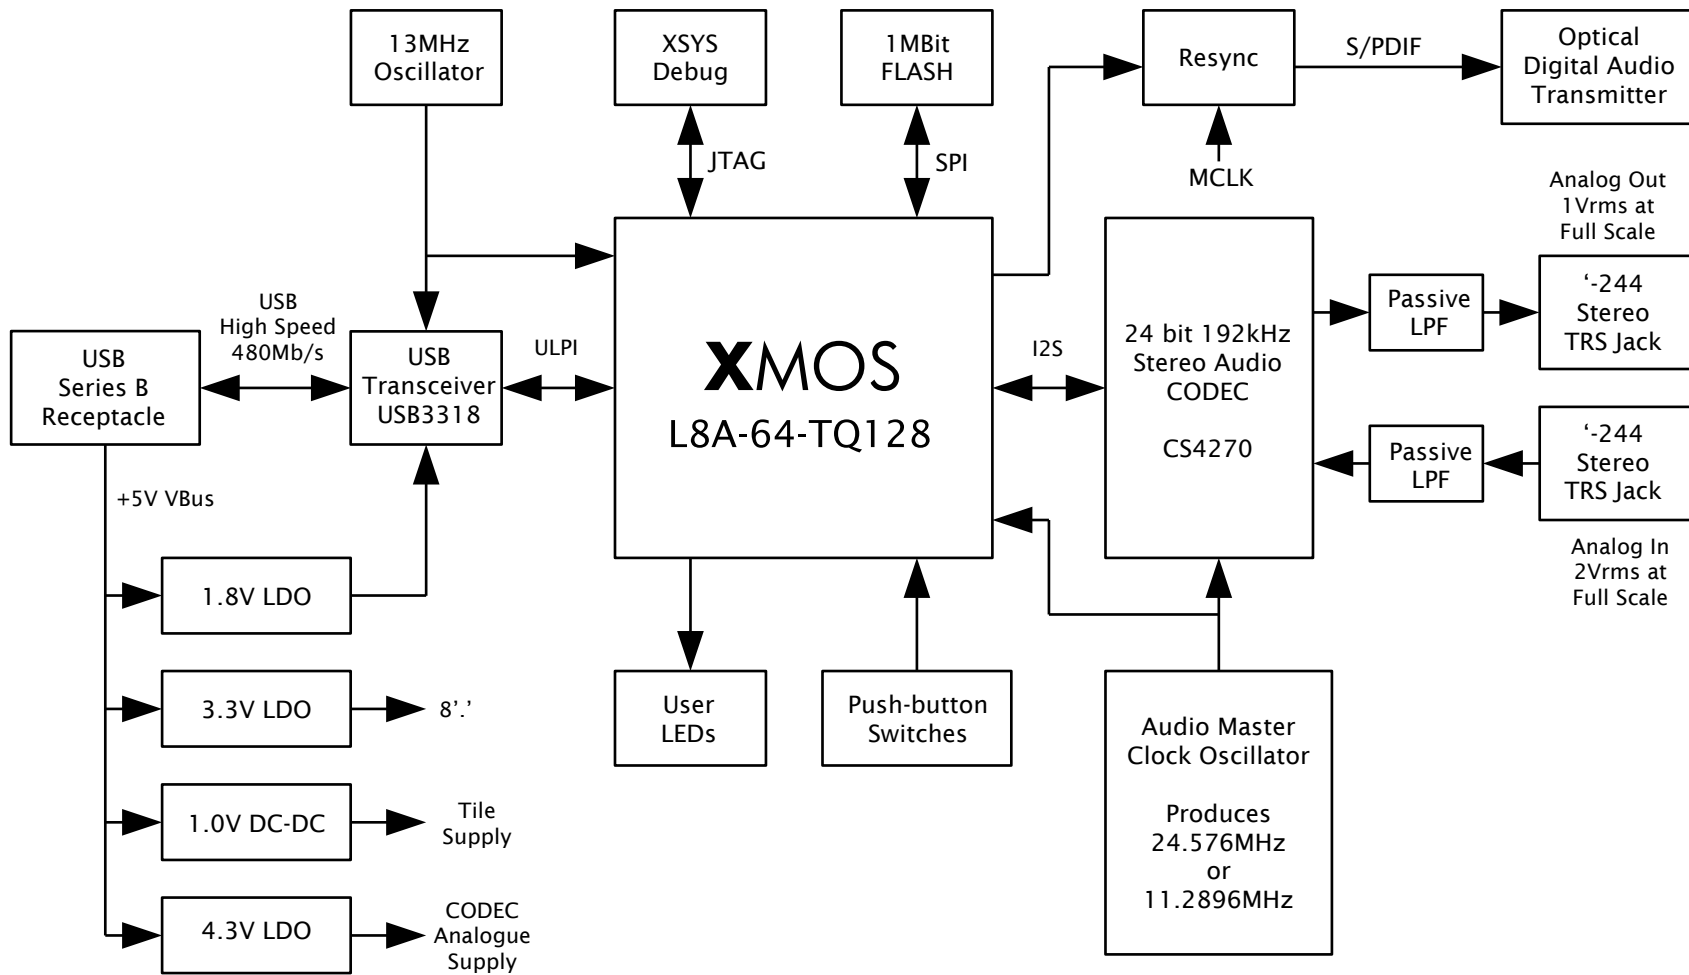 13MHz
Oscillator
XSYS
Debug
1MBit
FLASH
Resync
S/PDIF
Optical
Digital Audio
Transmitter
JTAG
SPI
MCLK
Analog Out
1Vrms at
Full Scale
USB
High Speed
480Mb/s
USB
Series B
Receptacle
USB
Transceiver
USB3318
ULPI
XMOS
L8A-64-TQ128
I2S
24 bit 192kHz
Stereo Audio
CODEC
CS4270
Passive
LPF
‘-244
Stereo
TRS Jack
Passive
LPF
‘-244
Stereo
TRS Jack
Analog In
2Vrms at
Full Scale
+5V VBus
1.8V LDO
3.3V LDO
8’.’
1.0V DC-DC
Tile
Supply
4.3V LDO
CODEC
Analogue
Supply
User
LEDs
Push-button
Switches
Audio Master
Clock Oscillator
Produces
24.576MHz
or
11.2896MHz